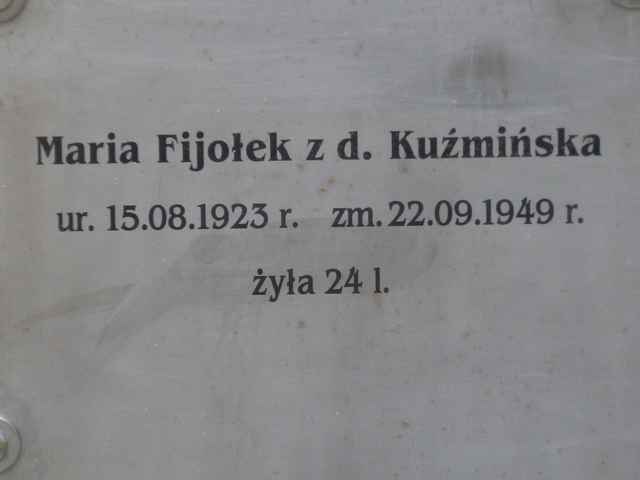 Maria Fijołek z d. Kuźmińska
ur. 15.08.1923 r. zm. 22.09.1949 r.
żyła 24 l.